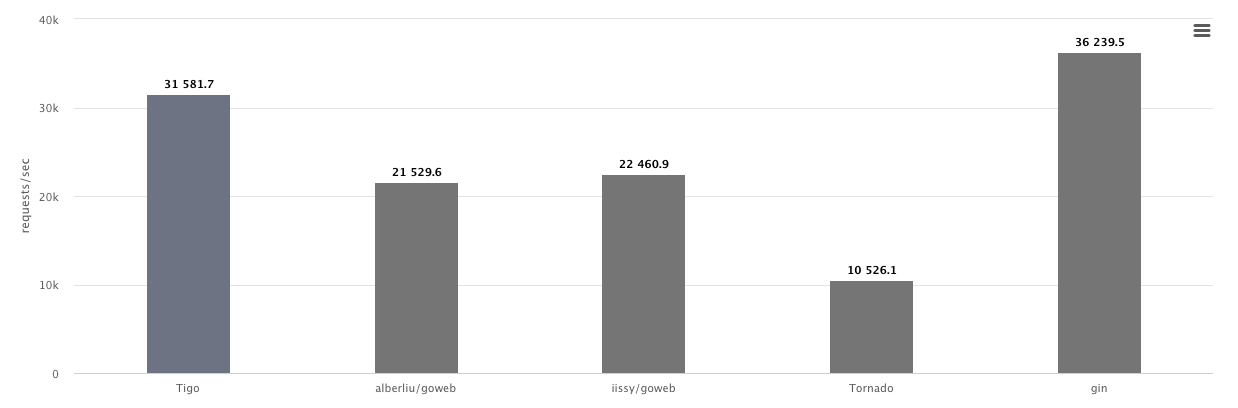 40k
36 239.5
31 581.7
30k
22 460.9
21 529.6
requests/sec
20k
10k
10 526.1
0
Tigo alberliu/goweb iissy/goweb Tornado gin